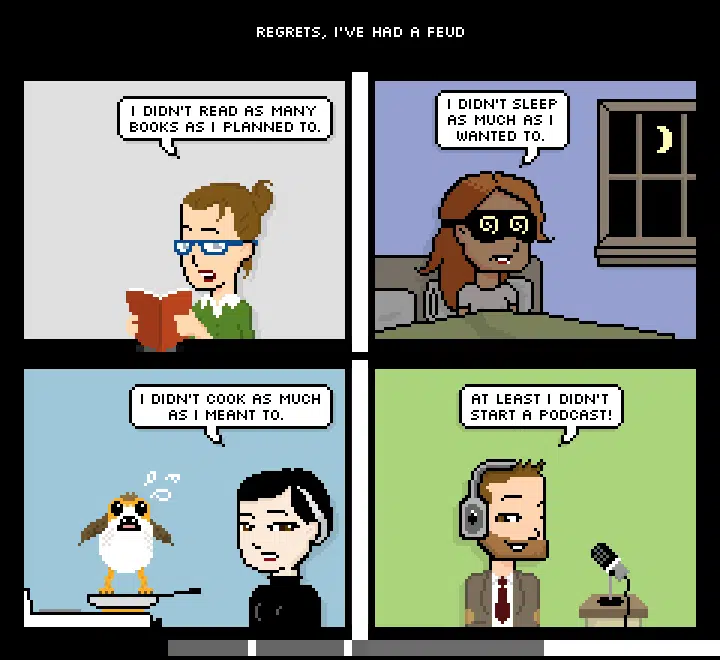 REGRETS, I'VE HAD A FEUD
I DIDN'T READ AS MANY
BOOKS AS I PLANNED TO.
I DIDN'T SLEEP
AS MUCH AS I
WANTED TO.
I DIDN'T COOK AS MUCH
AS I MEANT TO.
AT LEAST I DIDN'T
START A PODCAST!